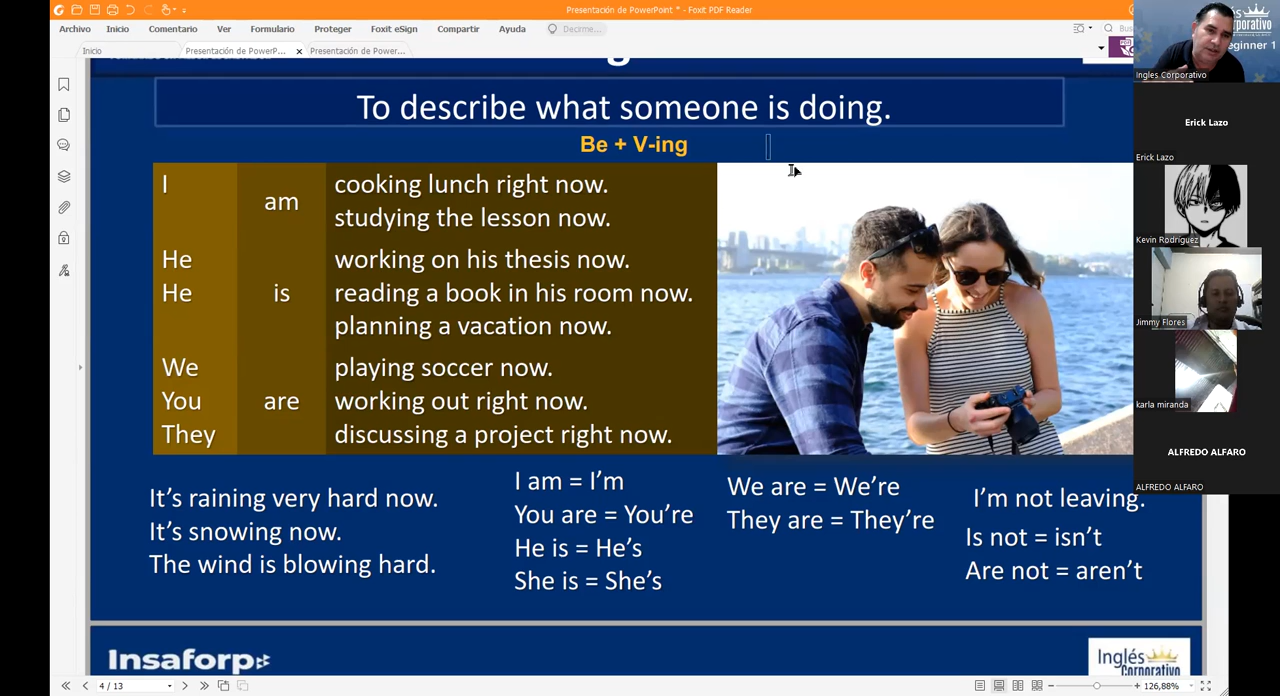 Presentación de PowerPoint * - Foxit PDF Reader
Archivo Inicio Comentario Ver Formulario Proteger Foxit eSign Compartir Ayuda Decirme...
Inicio Presentación de PowerP... Presentación de Power...
To describe what someone is doing.
Be + V-ing
I am cooking lunch right now.
studying the lesson now.
He working on his thesis now.
He is reading a book in his room now.
planning a vacation now.
We playing soccer now.
You are working out right now.
They discussing a project right now.
It's raining very hard now.
It's snowing now.
The wind is blowing hard.
I am = I'm
You are = You're
He is = He's
She is = She's
We are = We're
They are = They're
I'm not leaving.
Is not = isn't
Are not = aren't
Insaforp
Inglés
Corporativo
4 / 13
126,88%
Inglés
Corporativo
eginner 1
Ingles Corporativo
Erick Lazo
Erick Lazo
Kevin Rodríguez
Jimmy Flores
karla miranda
ALFREDO ALFARO
ALFREDO ALFARO